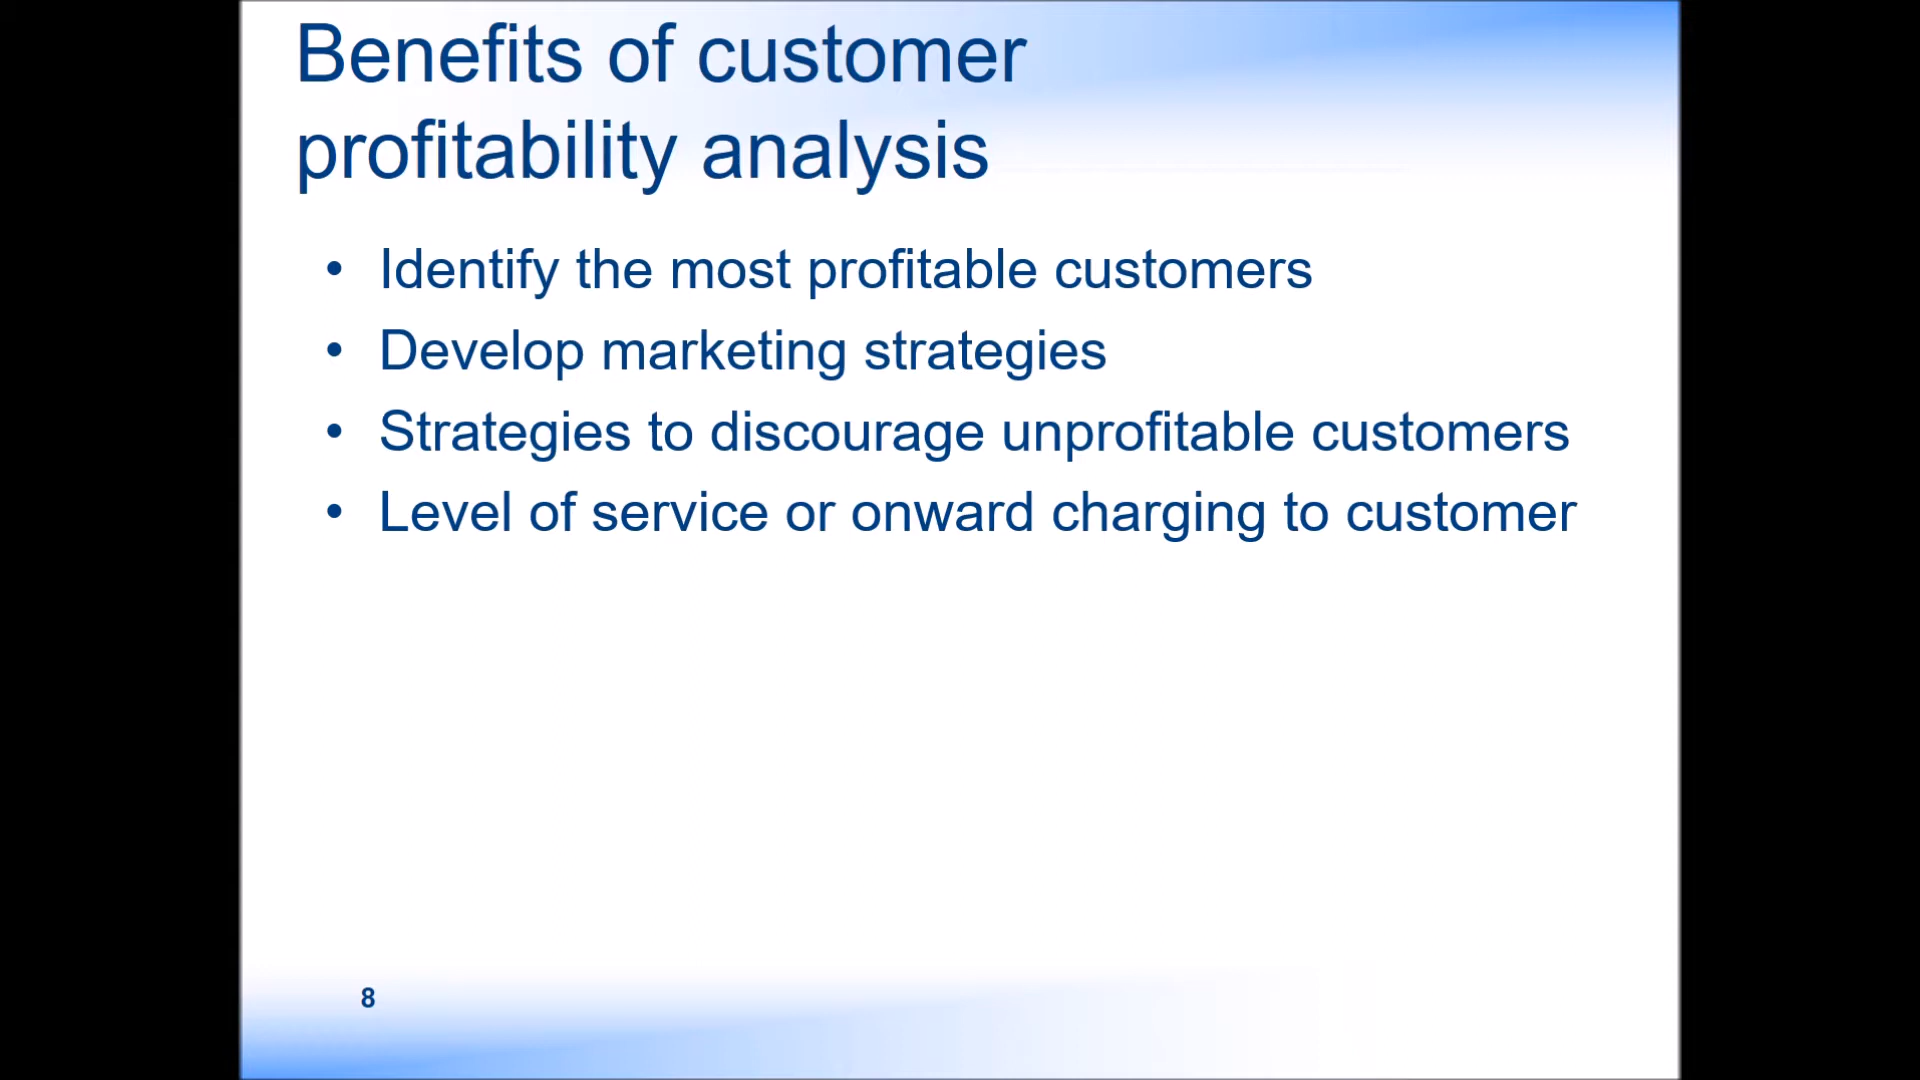 Benefits of customer
profitability analysis
• Identify the most profitable customers
• Develop marketing strategies
• Strategies to discourage unprofitable customers
• Level of service or onward charging to customer
8